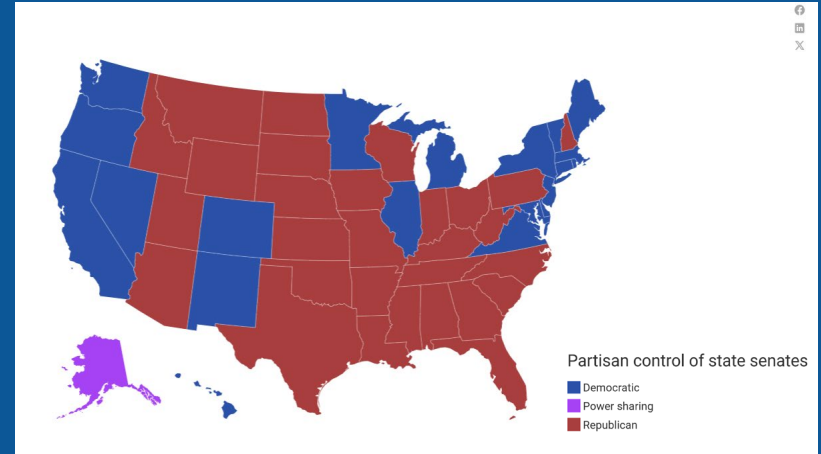 Partisan control of state senates
Democratic
Power sharing
Republican